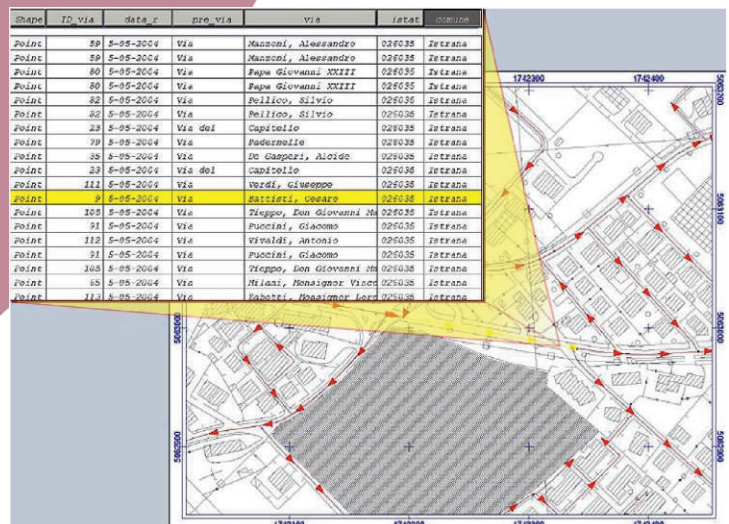 Shape ID_via data_r pre_via via istat comune
Point 59 5-05-2004 Via Manzoni, Alessandro 026035 Istrana
Point 59 5-05-2004 Via Manzoni, Alessandro 026035 Istrana
Point 80 5-05-2004 Via Papa Giovanni XXIII 026035 Istrana
Point 80 5-05-2004 Via Papa Giovanni XXIII 026035 Istrana
Point 82 5-05-2004 Via Pellico, Silvio 026035 Istrana
Point 82 5-05-2004 Via Pellico, Silvio 026035 Istrana
Point 23 5-05-2004 Via del Capitello 026035 Istrana
Point 79 5-05-2004 Via Padernelle 026035 Istrana
Point 35 5-05-2004 Via De Gasperi, Alcide 026035 Istrana
Point 23 5-05-2004 Via del Capitello 026035 Istrana
Point 111 5-05-2004 Via Verdi, Giuseppe 026035 Istrana
Point 9 5-05-2004 Via Battisti, Cesare 026035 Istrana
Point 105 5-05-2004 Via Tieppo, Don Giovanni Ma 026035 Istrana
Point 91 5-05-2004 Via Puccini, Giacomo 026035 Istrana
Point 112 5-05-2004 Via Vivaldi, Antonio 026035 Istrana
Point 91 5-05-2004 Via Puccini, Giacomo 026035 Istrana
Point 105 5-05-2004 Via Tieppo, Don Giovanni Ma 026035 Istrana
Point 65 5-05-2004 Via Milani, Monsignor Vince 026035 Istrana
Point 113 5-05-2004 Via Monsignor 026035 Istrana
1742300 1742400
5063100
5063000 5063000
1742100 1742200 1742300 1742400